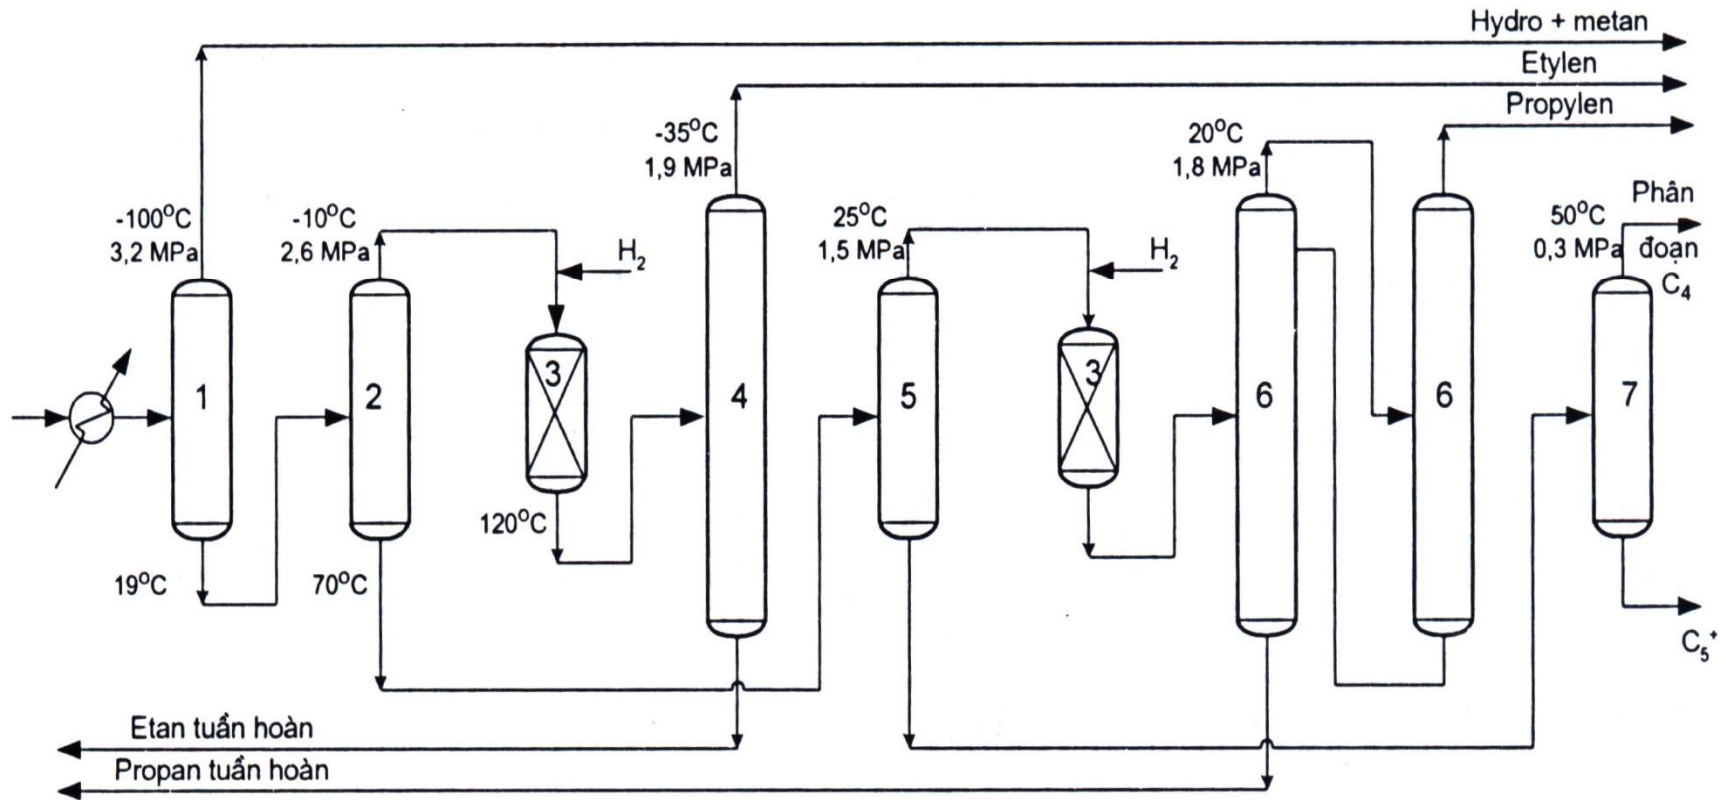 Hydro + metan
Etylen
Propylen
-100°C
3,2 MPa
-10°C
2,6 MPa
H₂
-35°C
1,9 MPa
25°C
1,5 MPa
H₂
20°C
1,8 MPa
50°C
0,3 MPa
Phân
đoạn
C₄
1
2
3
4
5
3
6
6
7
19°C
70°C
120°C
C₅⁺
Etan tuần hoàn
Propan tuần hoàn